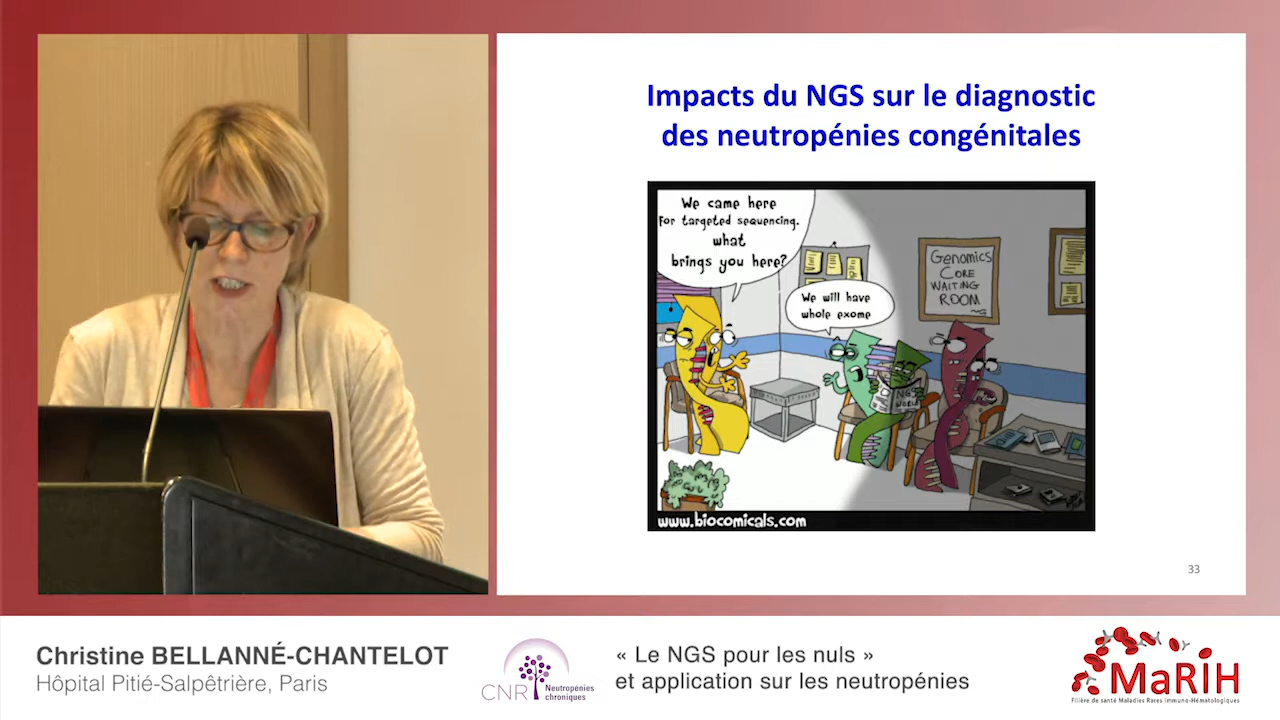 Impacts du NGS sur le diagnostic
des neutropénies congénitales
We came here
For targeted sequencing.
what
brings you here?
We will have
whole exome
Genomics
Core
Waiting
Room
NGS
World
www.biocomicals.com
33
Christine BELLANNÉ-CHANTELOT
Hôpital Pitié-Salpêtrière, Paris
CNR Neutropénies
chroniques
« Le NGS pour les nuls »
et application sur les neutropénies
MaRIH
Filière de santé Maladies Rares Immuno-Hématologiques